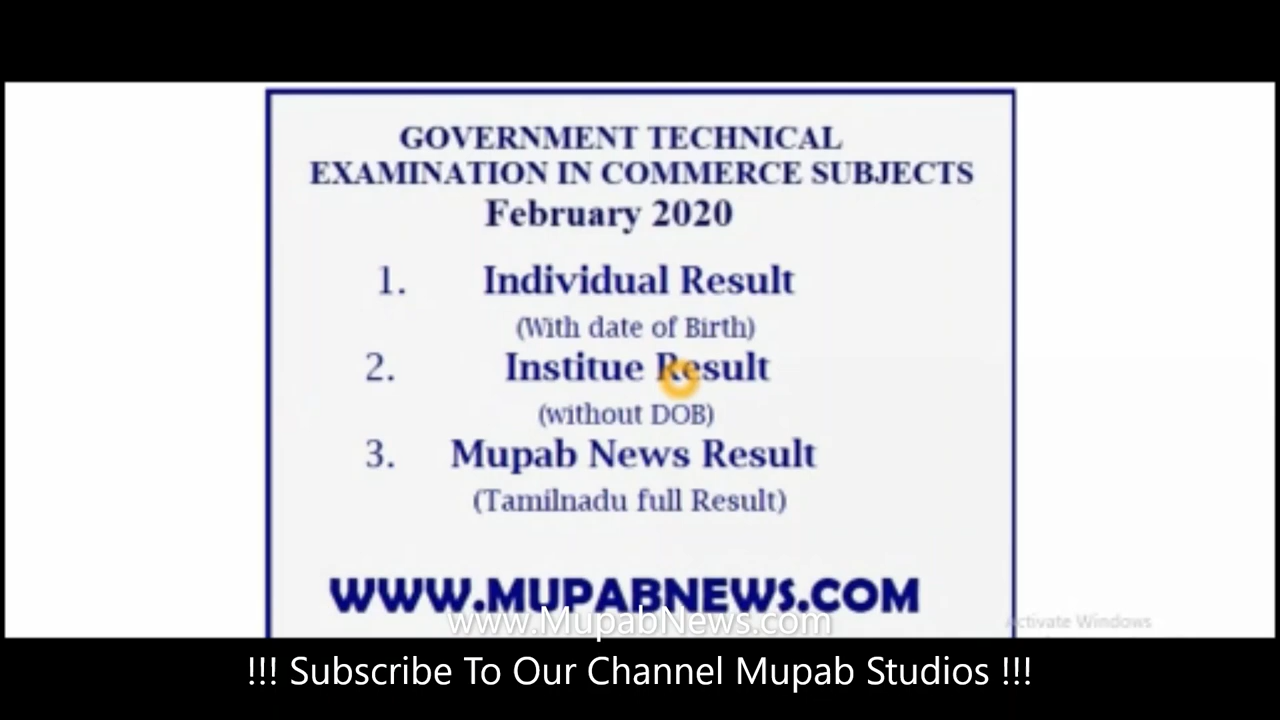 GOVERNMENT TECHNICAL
EXAMINATION IN COMMERCE SUBJECTS
February 2020
1. Individual Result
(With date of Birth)
2. Institue Result
(without DOB)
3. Mupab News Result
(Tamilnadu full Result)
WWW.MUPABNEWS.COM
www.MupabNews.com
Activate Windows
!!! Subscribe To Our Channel Mupab Studios !!!